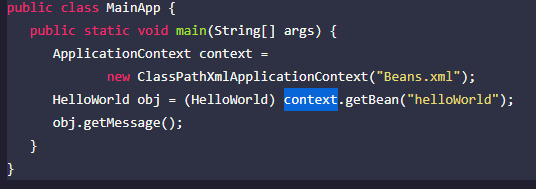 public class MainApp {
   public static void main(String[] args) {
      ApplicationContext context =
             new ClassPathXmlApplicationContext("Beans.xml");
      HelloWorld obj = (HelloWorld) context.getBean("helloWorld");
      obj.getMessage();
   }
}